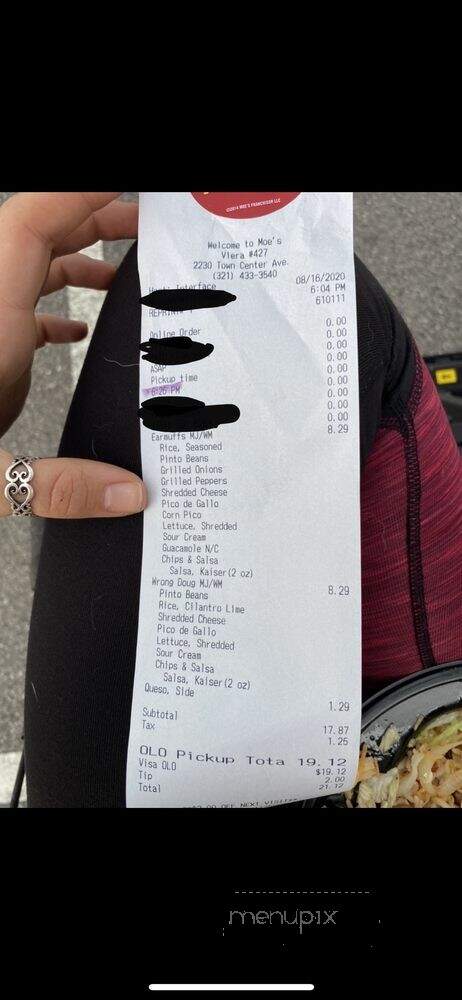 ©2014 MOE'S FRANCHISOR LLC
Welcome to Moe's
Viera #427
2230 Town Center Ave.
(321) 433-3540
08/16/2020
Interface 6:04 PM
REPRINT# 610111
0.00
Online Order 0.00
0.00
0.00
ASAP 0.00
Pickup time 0.00
6:20 PM 0.00
0.00
0.00
Earmuffs MJ/WM 8.29
Rice, Seasoned
Pinto Beans
Grilled Onions
Grilled Peppers
Shredded Cheese
Pico de Gallo
Corn Pico
Lettuce, Shredded
Sour Cream
Guacamole N/C
Chips & Salsa
Salsa, Kaiser(2 oz)
Wrong Doug MJ/WM 8.29
Pinto Beans
Rice, Cilantro Lime
Shredded Cheese
Pico de Gallo
Lettuce, Shredded
Sour Cream
Chips & Salsa
Salsa, Kaiser(2 oz)
Queso, Side 1.29
Subtotal 17.87
Tax 1.25
OLO Pickup Tota 19.12
Visa OLO $19.12
Tip 2.00
Total 21.12
OFF NEXT
menupix